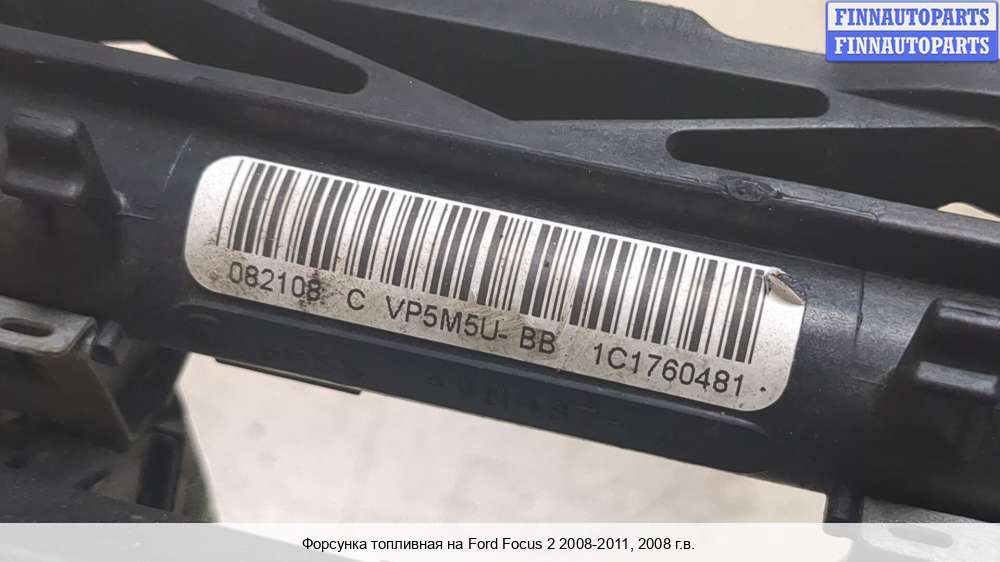 FINNAUTOPARTS
FINNAUTOPARTS
082108 C VP5M5U-BB 1C1760481
Форсунка топливная на Ford Focus 2 2008-2011, 2008 г.в.